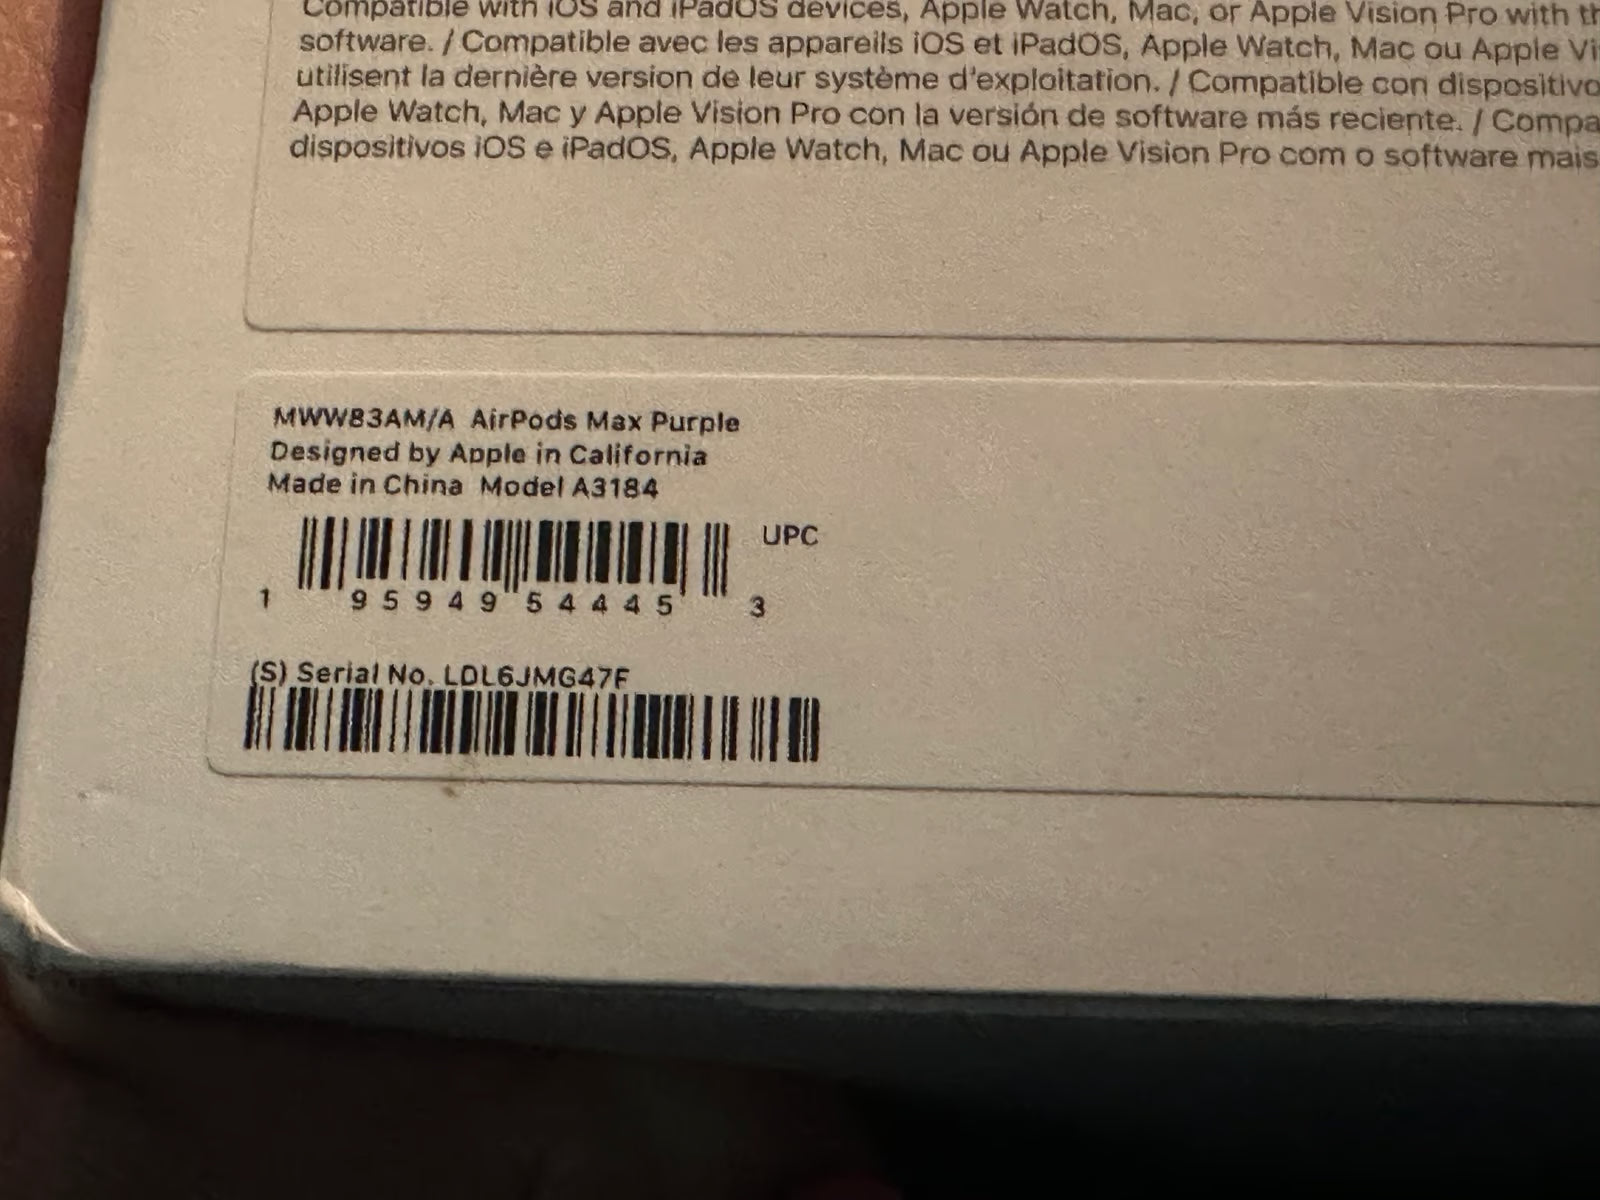 Compatible with iOS and iPadOS devices, Apple Watch, Mac, or Apple Vision Pro with
software. / Compatible avec les appareils iOS et iPadOS, Apple Watch, Mac ou Apple
utilisent la dernière version de leur système d'exploitation. / Compatible con
Apple Watch, Mac y Apple Vision Pro con la versión de software más reciente. /
dispositivos iOS e iPadOS, Apple Watch, Mac ou Apple Vision Pro com o software mais
MWW83AM/A AirPods Max Purple
Designed by Apple in California
Made in China Model A3184
UPC
1 95949 54445 3
(S) Serial No. LDL6JMG47F